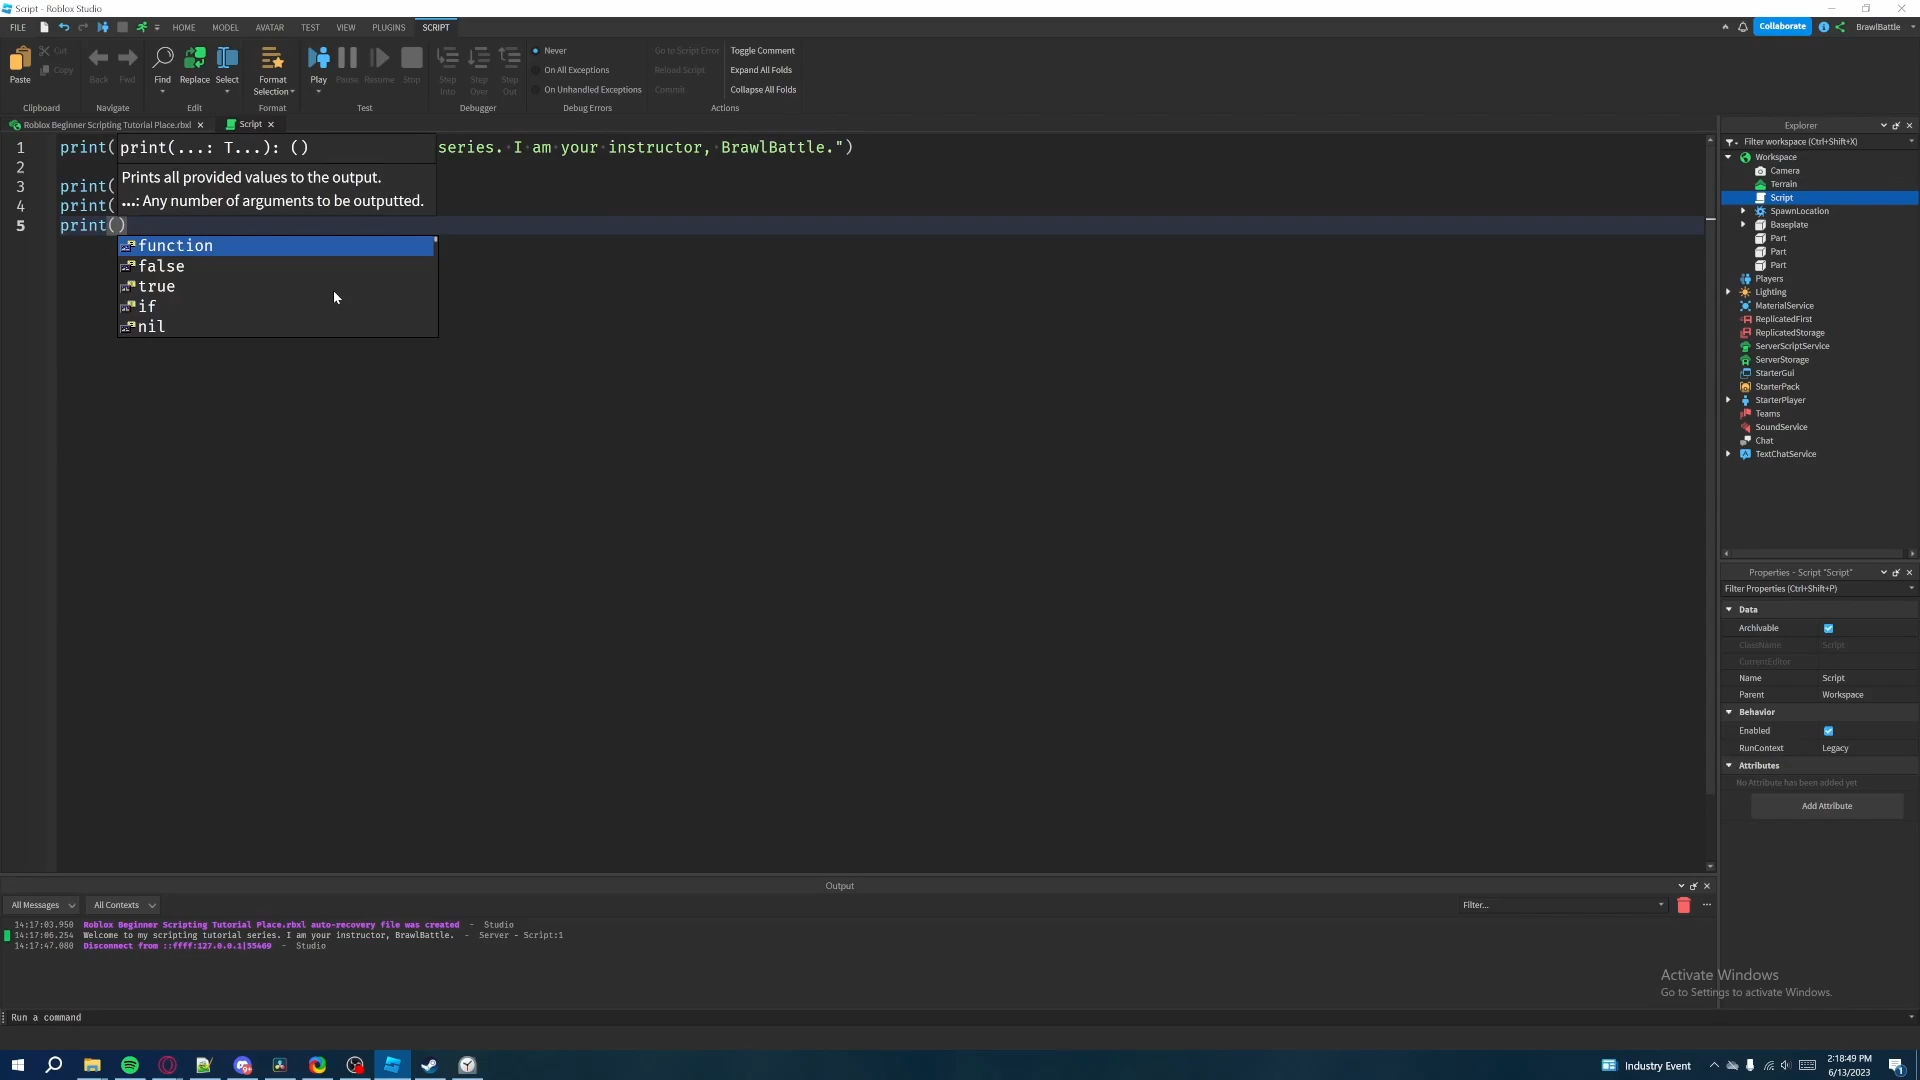 Script - Roblox Studio
FILE HOME MODEL AVATAR TEST VIEW PLUGINS SCRIPT Collaborate BrawlBattle
Paste Cut Copy Back Fwd Find Replace Select Format Selection Play Pause Resume Stop Step Into Step Over Step Out
Never Go to Script Error Toggle Comment
On All Exceptions Reload Script Expand All Folds
On Unhandled Exceptions Commit Collapse All Folds
Clipboard Navigate Edit Format Test Debugger Debug Errors Actions
Roblox Beginner Scripting Tutorial Place.rbxl Script
1 print( series. I am your instructor, BrawlBattle.")
2
3 print(
4 print(
5 print()
print(...: T...): ()
Prints all provided values to the output.
...: Any number of arguments to be outputted.
function
false
true
if
nil
Explorer
Filter workspace (Ctrl+Shift+X)
Workspace
Camera
Terrain
Script
SpawnLocation
Baseplate
Part
Part
Part
Players
Lighting
MaterialService
ReplicatedFirst
ReplicatedStorage
ServerScriptService
ServerStorage
StarterGui
StarterPack
StarterPlayer
Teams
SoundService
Chat
TextChatService
Properties - Script "Script"
Filter Properties (Ctrl+Shift+P)
Data
Archivable
ClassName Script
CurrentEditor
Name Script
Parent Workspace
Behavior
Enabled
RunContext Legacy
Attributes
No Attribute has been added yet
Add Attribute
Output
All Messages All Contexts Filter...
14:17:03.950 Roblox Beginner Scripting Tutorial Place.rbxl auto-recovery file was created - Studio
14:17:06.254 Welcome to my scripting tutorial series. I am your instructor, BrawlBattle. - Server - Script:1
14:17:47.080 Disconnect from ::ffff:127.0.0.1|55469 - Studio
Activate Windows
Go to Settings to activate Windows.
Run a command
Industry Event
2:18:49 PM
6/13/2023